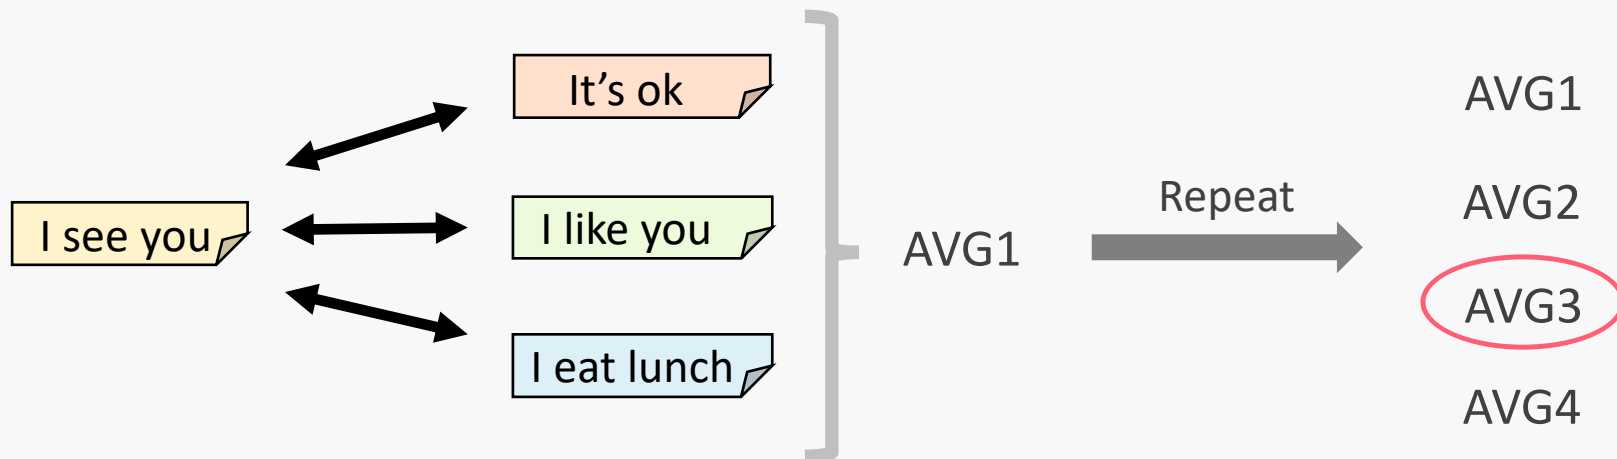 It's ok
I see you
I like you
I eat lunch
AVG1
Repeat
AVG1
AVG2
AVG3
AVG4